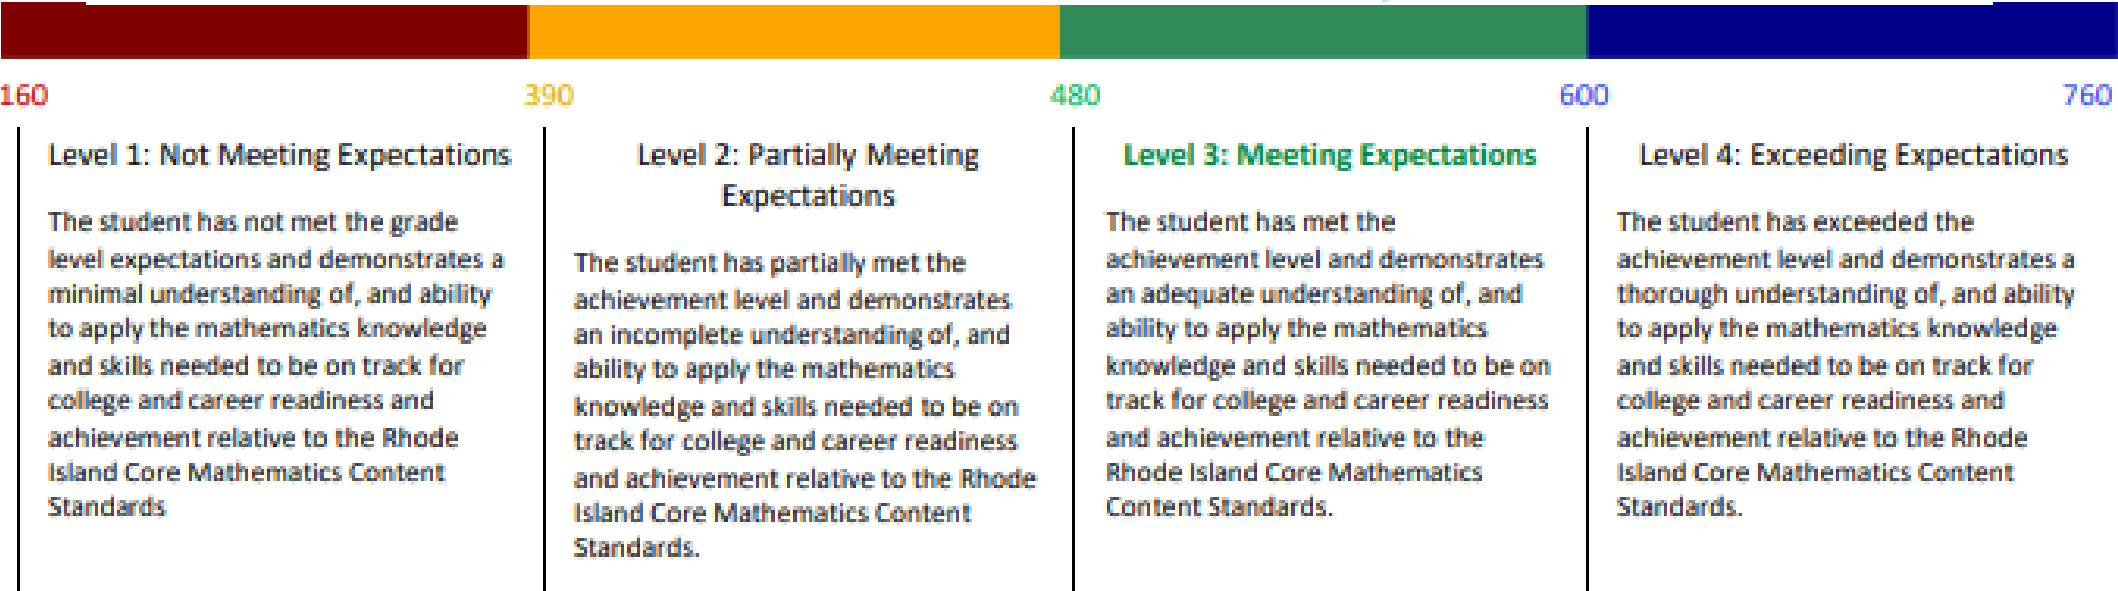 160 390 480 600 760
Level 1: Not Meeting Expectations
The student has not met the grade
level expectations and demonstrates a
minimal understanding of, and ability
to apply the mathematics knowledge
and skills needed to be on track for
college and career readiness and
achievement relative to the Rhode
Island Core Mathematics Content
Standards
Level 2: Partially Meeting
Expectations
The student has partially met the
achievement level and demonstrates
an incomplete understanding of, and
ability to apply the mathematics
knowledge and skills needed to be on
track for college and career readiness
and achievement relative to the Rhode
Island Core Mathematics Content
Standards.
Level 3: Meeting Expectations
The student has met the
achievement level and demonstrates
an adequate understanding of, and
ability to apply the mathematics
knowledge and skills needed to be on
track for college and career readiness
and achievement relative to the
Rhode Island Core Mathematics
Content Standards.
Level 4: Exceeding Expectations
The student has exceeded the
achievement level and demonstrates a
thorough understanding of, and ability
to apply the mathematics knowledge
and skills needed to be on track for
college and career readiness and
achievement relative to the Rhode
Island Core Mathematics Content
Standards.